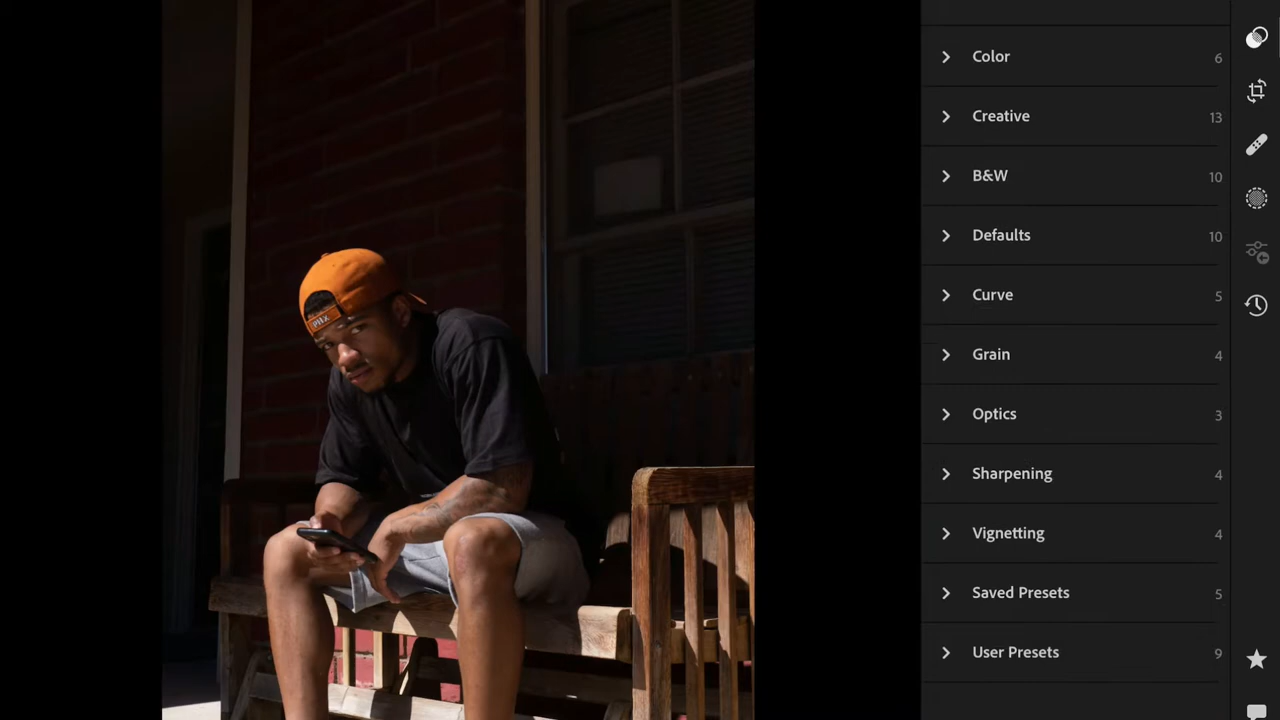 Color 6
Creative 13
B&W 10
Defaults 10
Curve 5
Grain 4
Optics 3
Sharpening 4
Vignetting 4
Saved Presets 5
User Presets 9